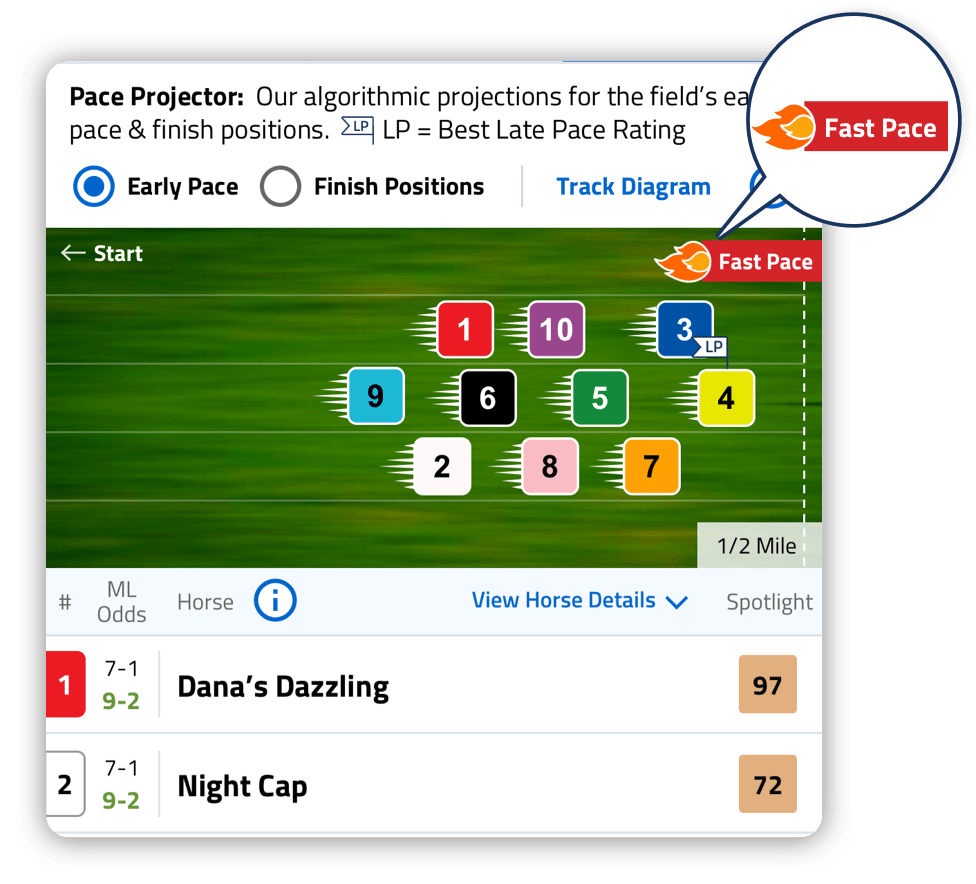 Pace Projector: Our algorithmic projections for the field's ea
pace & finish positions. LP LP = Best Late Pace Rating
Fast Pace
Early Pace Finish Positions Track Diagram
← Start
Fast Pace
1 10 3 LP
9 6 5 4
2 8 7
1/2 Mile
# ML Odds Horse i View Horse Details Spotlight
1 7-1 Dana's Dazzling 97
9-2
2 7-1 Night Cap 72
9-2